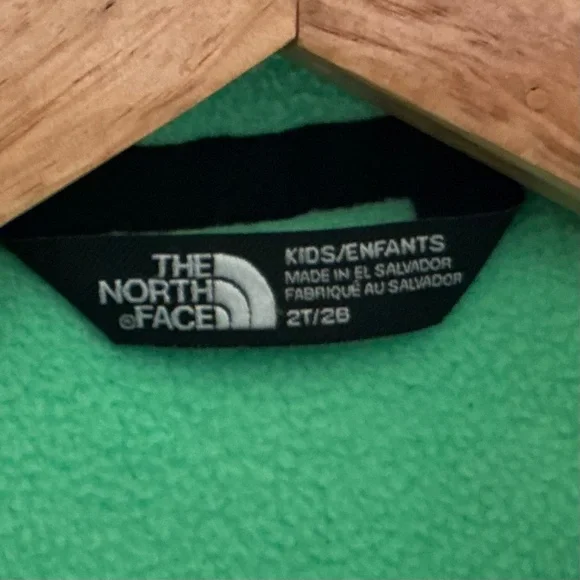 THE
NORTH
®FACE
KIDS/ENFANTS
MADE IN EL SALVADOR
FABRIQUÉ AU SALVADOR
2T/2B